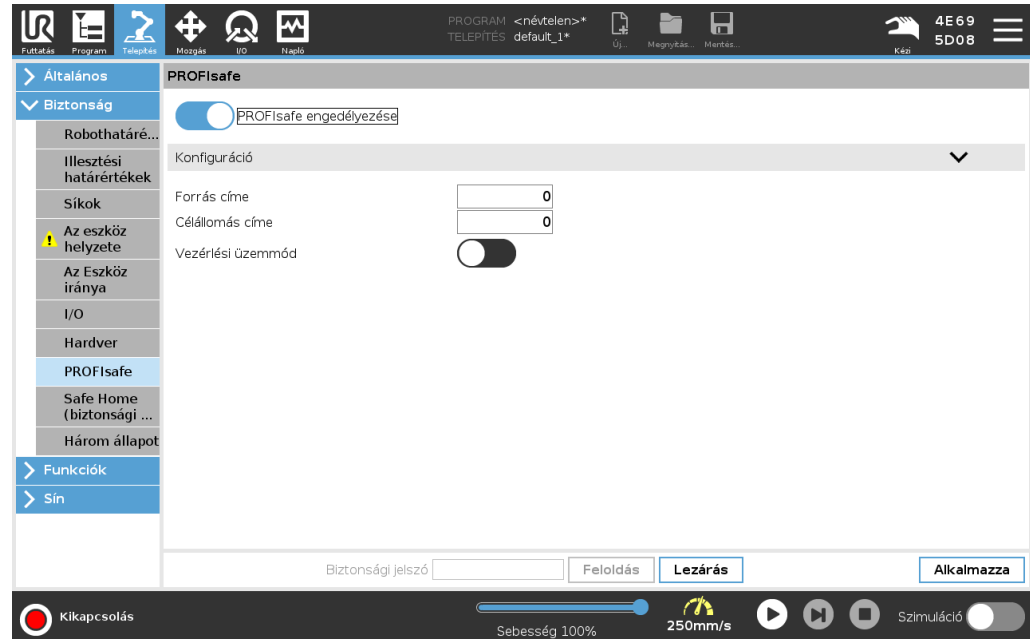 PROGRAM <névtelen>*
TELEPÍTÉS default_1*
4E69
5D08
Futtatás Program Telepítés Mozgás I/O Napló Új... Megnyitás... Mentés... Kézi
Általános
Biztonság
Robothatáré...
Illesztési
határértékek
Síkok
Az eszköz
helyzete
Az Eszköz
iránya
I/O
Hardver
PROFIsafe
Safe Home
(biztonsági ...
Három állapot
Funkciók
Sín
PROFIsafe
PROFIsafe engedélyezése
Konfiguráció
Forrás címe 0
Célállomás címe 0
Vezérlési üzemmód
Biztonsági jelszó Feloldás Lezárás Alkalmazza
Kikapcsolás
Sebesség 100%
250mm/s
Szimuláció